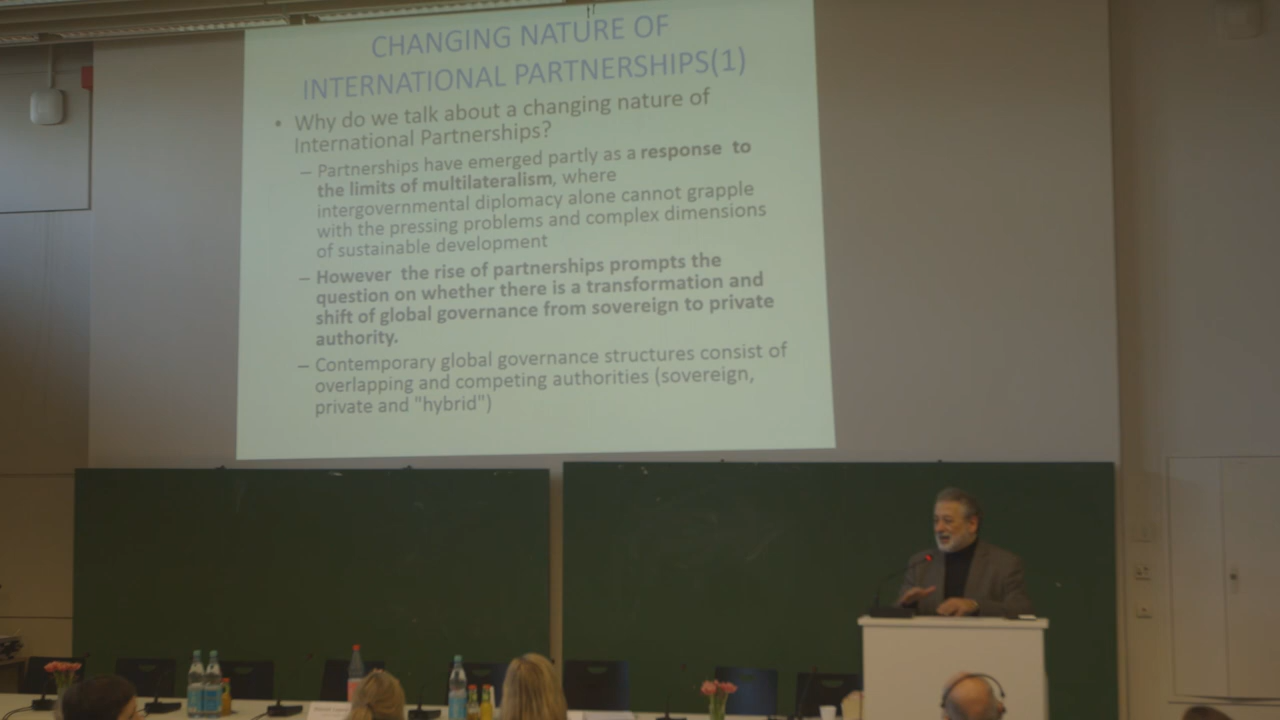 CHANGING NATURE OF
INTERNATIONAL PARTNERSHIPS(1)
• Why do we talk about a changing nature of
International Partnerships?
– Partnerships have emerged partly as a response to
the limits of multilateralism, where
intergovernmental diplomacy alone cannot grapple
with the pressing problems and complex dimensions
of sustainable development
– However the rise of partnerships prompts the
question on whether there is a transformation and
shift of global governance from sovereign to private
authority.
– Contemporary global governance structures consist of
overlapping and competing authorities (sovereign,
private and "hybrid")